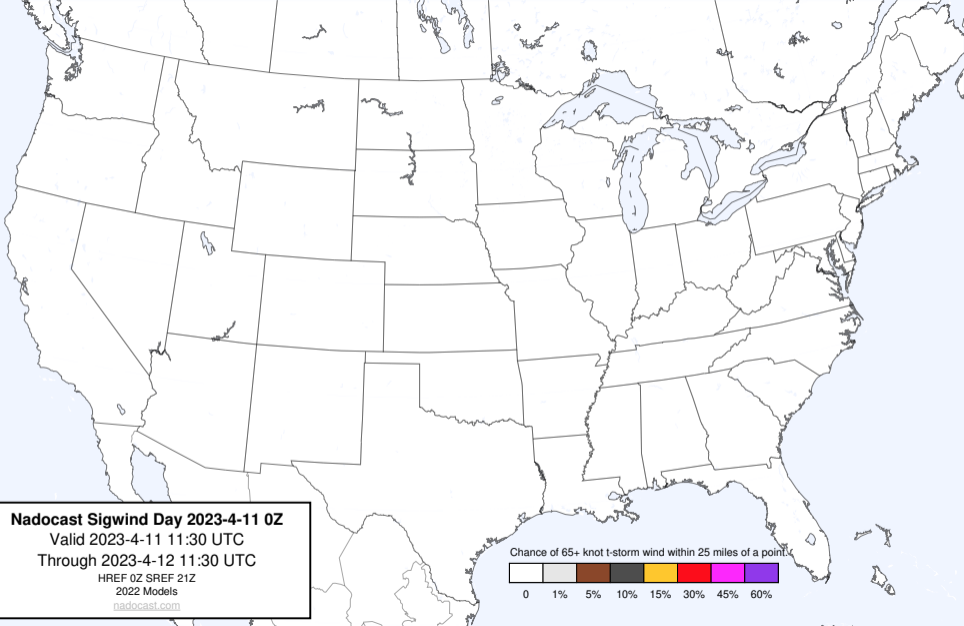 Nadocast Sigwind Day 2023-4-11 0Z
Valid 2023-4-11 11:30 UTC
Through 2023-4-12 11:30 UTC
HREF 0Z SREF 21Z
2022 Models
nadocast.com
Chance of 65+ knot t-storm wind within 25 miles of a point.
0 1% 5% 10% 15% 30% 45% 60%